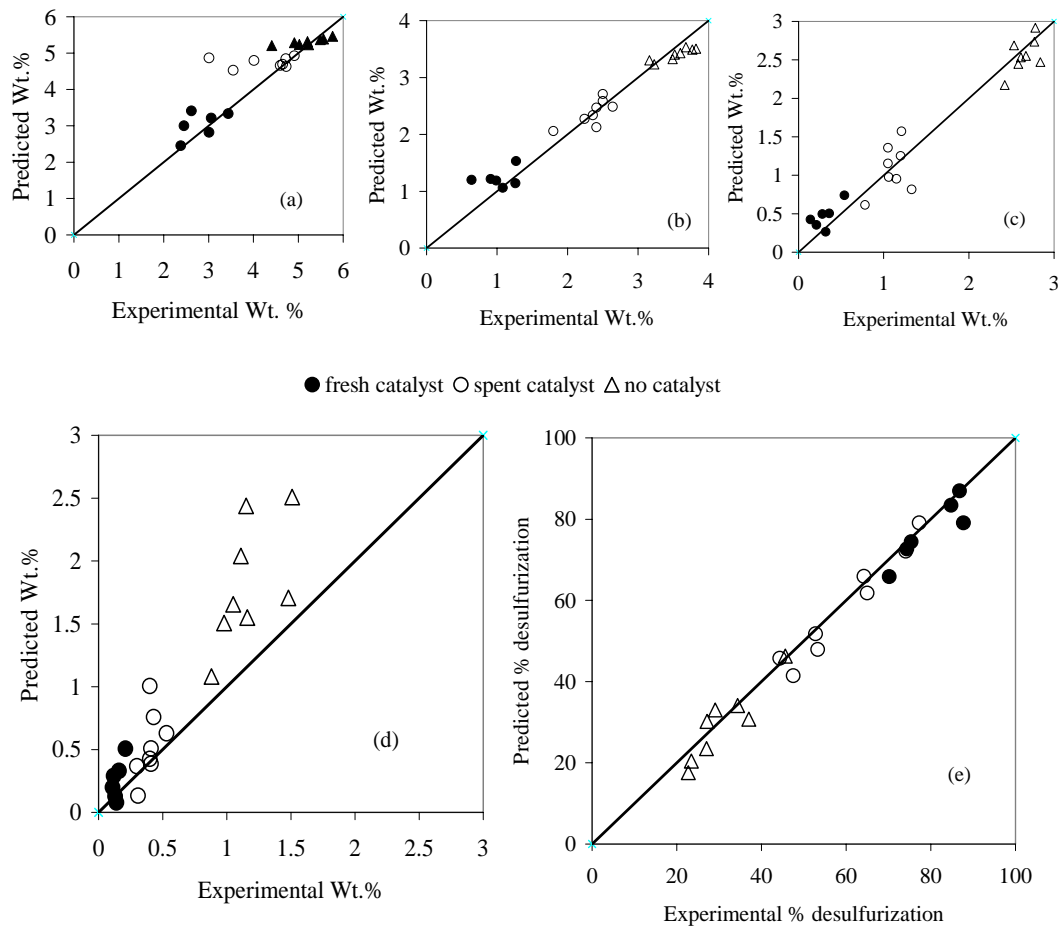 6
5
4
3
2
1
0
Predicted Wt.%
0 1 2 3 4 5 6
Experimental Wt. %
(a)
4
3
2
1
0
Predicted Wt.%
0 1 2 3 4
Experimental Wt.%
(b)
3
2.5
2
1.5
1
0.5
0
Predicted Wt.%
0 1 2 3
Experimental Wt.%
(c)
fresh catalyst spent catalyst no catalyst
3
2.5
2
1.5
1
0.5
0
Predicted Wt.%
0 0.5 1 1.5 2 2.5 3
Experimental Wt.%
(d)
100
80
60
40
20
0
Predicted % desulfurization
0 20 40 60 80 100
Experimental % desulfurization
(e)